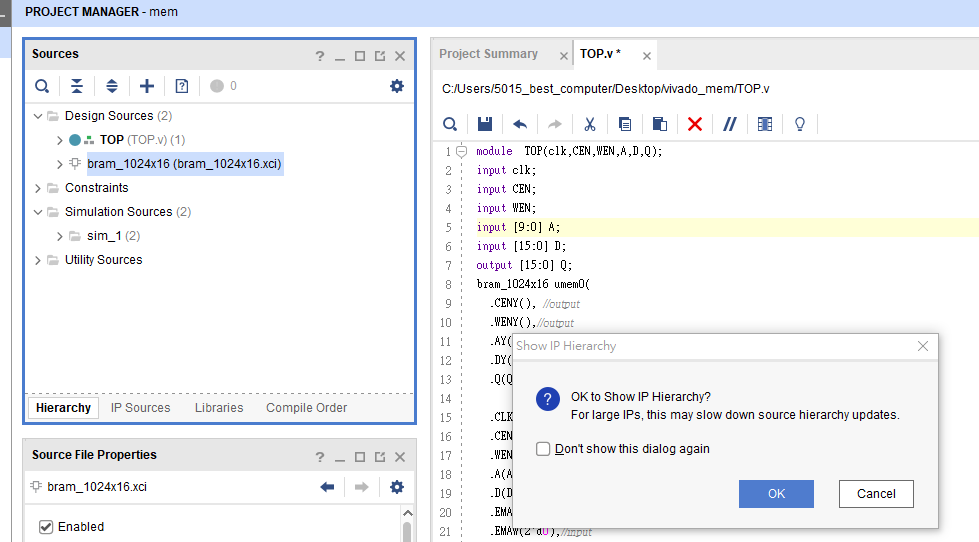 PROJECT MANAGER - mem
Sources
? _ 
0
Design Sources (2)
TOP (TOP.v) (1)
bram_1024x16 (bram_1024x16.xci)
Constraints
Simulation Sources (2)
sim_1 (2)
Utility Sources
Hierarchy IP Sources Libraries Compile Order
Source File Properties
? _
bram_1024x16.xci
Enabled
Project Summary
TOP.v *
C:/Users/5015_best_computer/Desktop/vivado_mem/TOP.v
1 module TOP(clk,CEN,WEN,A,D,Q);
2 input clk;
3 input CEN;
4 input WEN;
5 input [9:0] A;
6 input [15:0] D;
7 output [15:0] Q;
8 bram_1024x16 umem0(
9 .CENY(), //output
10 .WENY(),//output
11 .AY(
12 .DY(
13 .Q(Q
14
15 .CLK
16 .CEN
17 .WEN
18 .A(A
19 .D(D
20 .EMA
21 .EMAW(2'd0),//input
Show IP Hierarchy
?
OK to Show IP Hierarchy?
For large IPs, this may slow down source hierarchy updates.
Don't show this dialog again
OK Cancel